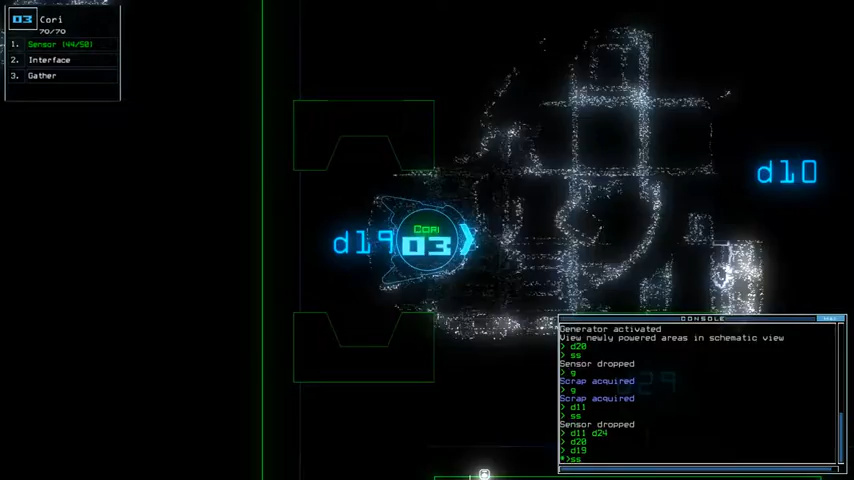 03 Cori
70/70
1. Sensor (44/50)
2. Interface
3. Gather
d10
d19
Cori
03
CONSOLE
Generator activated
View newly powered areas in schematic view
> d20
> ss
Sensor dropped
> g
Scrap acquired
> g
Scrap acquired
> d11
> ss
Sensor dropped
> d11 d24
> d20
> d19
*>ss